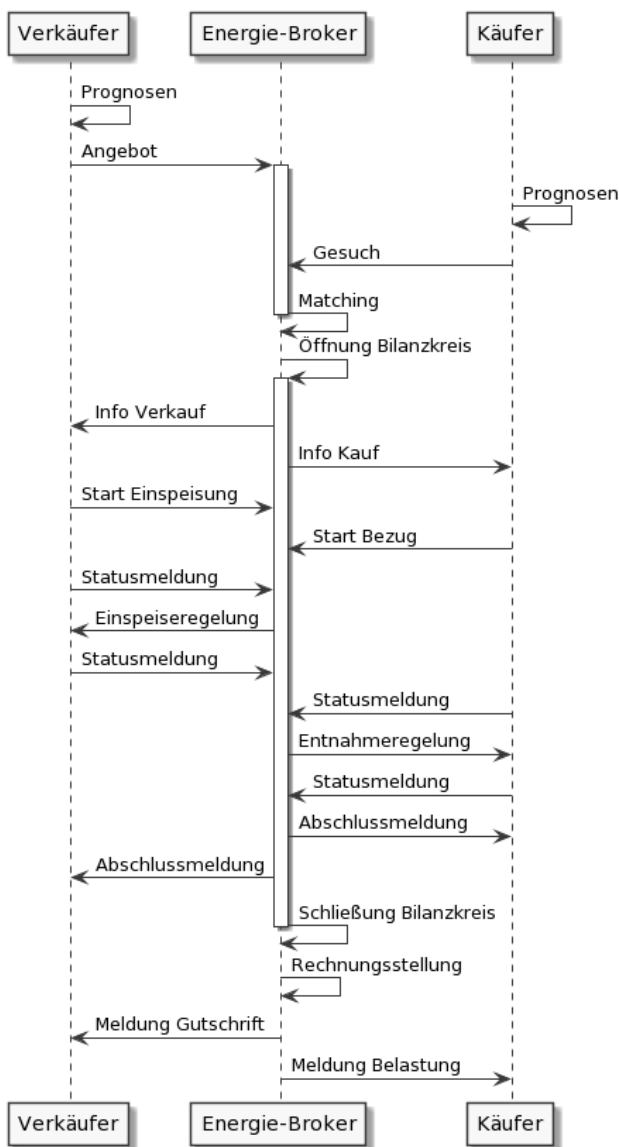 Verkäufer
Energie-Broker
Käufer
Prognosen
Angebot
Prognosen
Gesuch
Matching
Öffnung Bilanzkreis
Info Verkauf
Info Kauf
Start Einspeisung
Start Bezug
Statusmeldung
Einspeiseregelung
Statusmeldung
Statusmeldung
Entnahmeregelung
Statusmeldung
Abschlussmeldung
Abschlussmeldung
Schließung Bilanzkreis
Rechnungsstellung
Meldung Gutschrift
Meldung Belastung
Verkäufer
Energie-Broker
Käufer